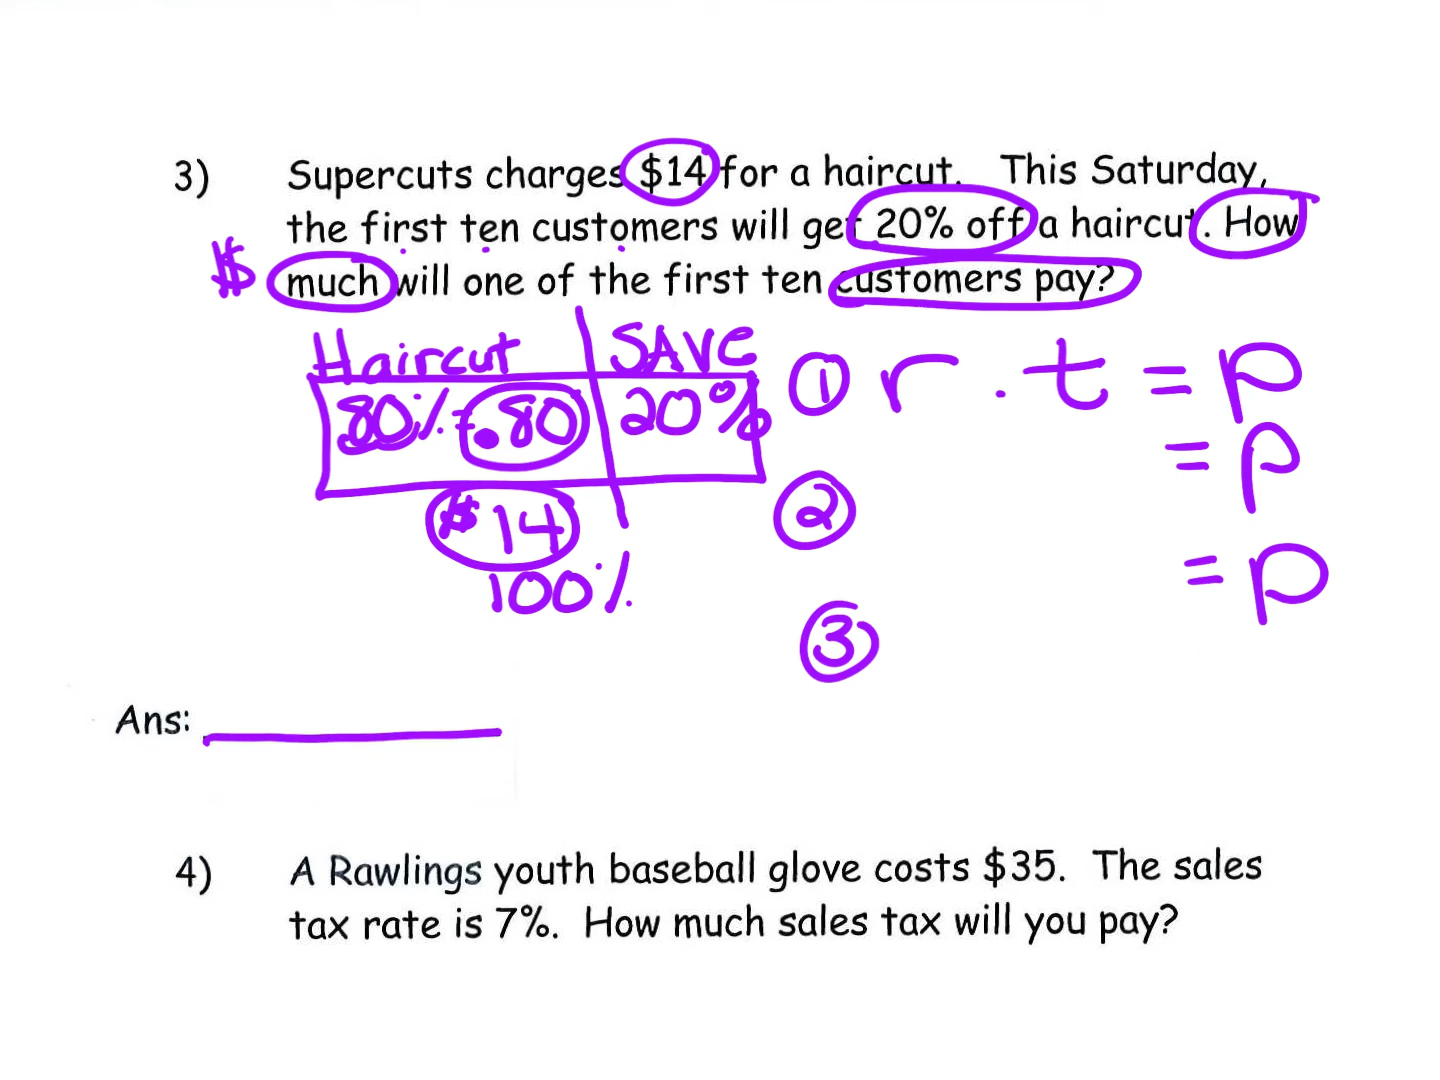 3) Supercuts charges $14 for a haircut. This Saturday,
the first ten customers will get 20% off a haircut. How
$ much will one of the first ten customers pay?
Haircut SAVE
80% = .80 20%
$14
100%
① r . t = p
= p
② = p
③
Ans:
4) A Rawlings youth baseball glove costs $35. The sales
tax rate is 7%. How much sales tax will you pay?